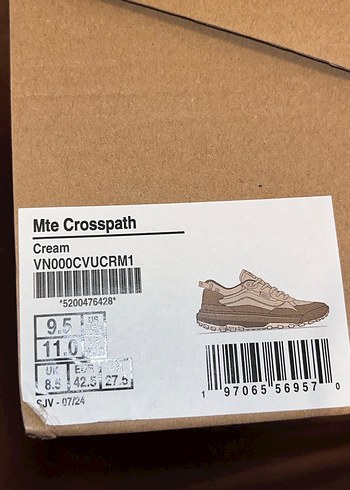 Mte Crosspath
Cream
VN000CVUCRM1
*5200476428*
9.5 US
11.0
UK EUR
8.5 42.5 27.5
SJV - 07/24
1 97065 56957 0